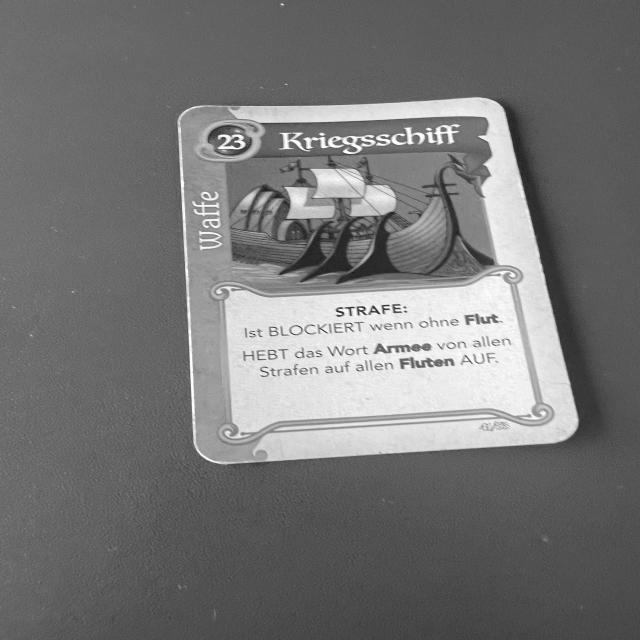 23 Kriegsschiff
Waffe
STRAFE:
Ist BLOCKIERT wenn ohne Flut.
HEBT das Wort Armee von allen
Strafen auf allen Fluten AUF.